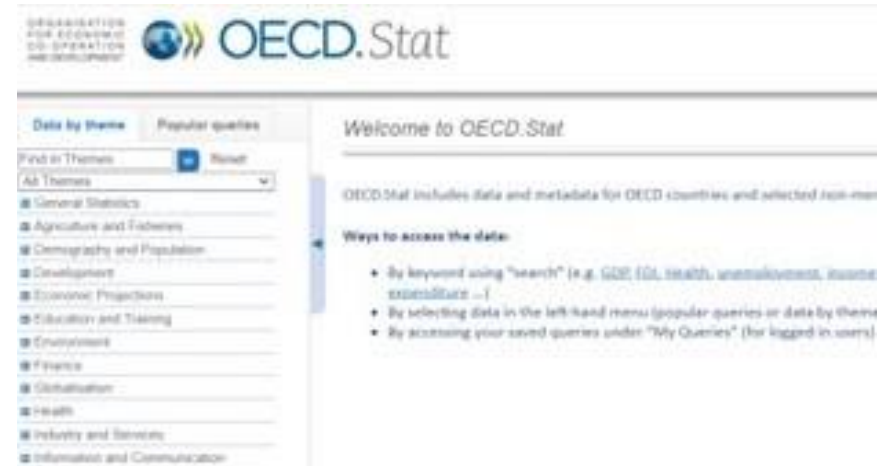 ORGANISATION
FOR ECONOMIC
CO-OPERATION
AND DEVELOPMENT
OECD.Stat
Data by theme Popular queries
Find in Themes Reset
All Themes
General Statistics
Agriculture and Fisheries
Demography and Population
Development
Economic Projections
Education and Training
Environment
Finance
Globalisation
Health
Industry and Services
Information and Communication
Welcome to OECD.Stat
OECD.Stat includes data and metadata for OECD countries and selected non-mem
Ways to access the data:
By keyword using "search" (e.g. GDP, FDI, Health, unemployment, income
expenditure ...)
By selecting data in the left-hand menu (popular queries or data by theme
By accessing your saved queries under "My Queries" (for logged in users)